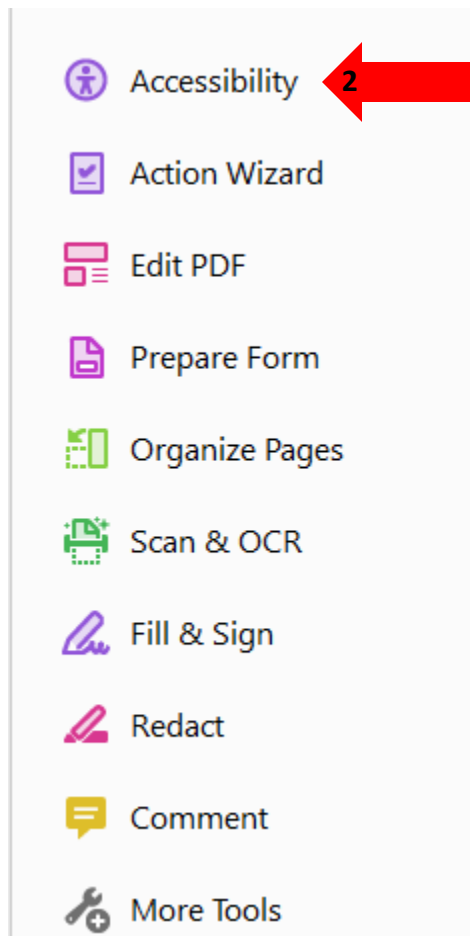 Accessibility 2
Action Wizard
Edit PDF
Prepare Form
Organize Pages
Scan & OCR
Fill & Sign
Redact
Comment
More Tools